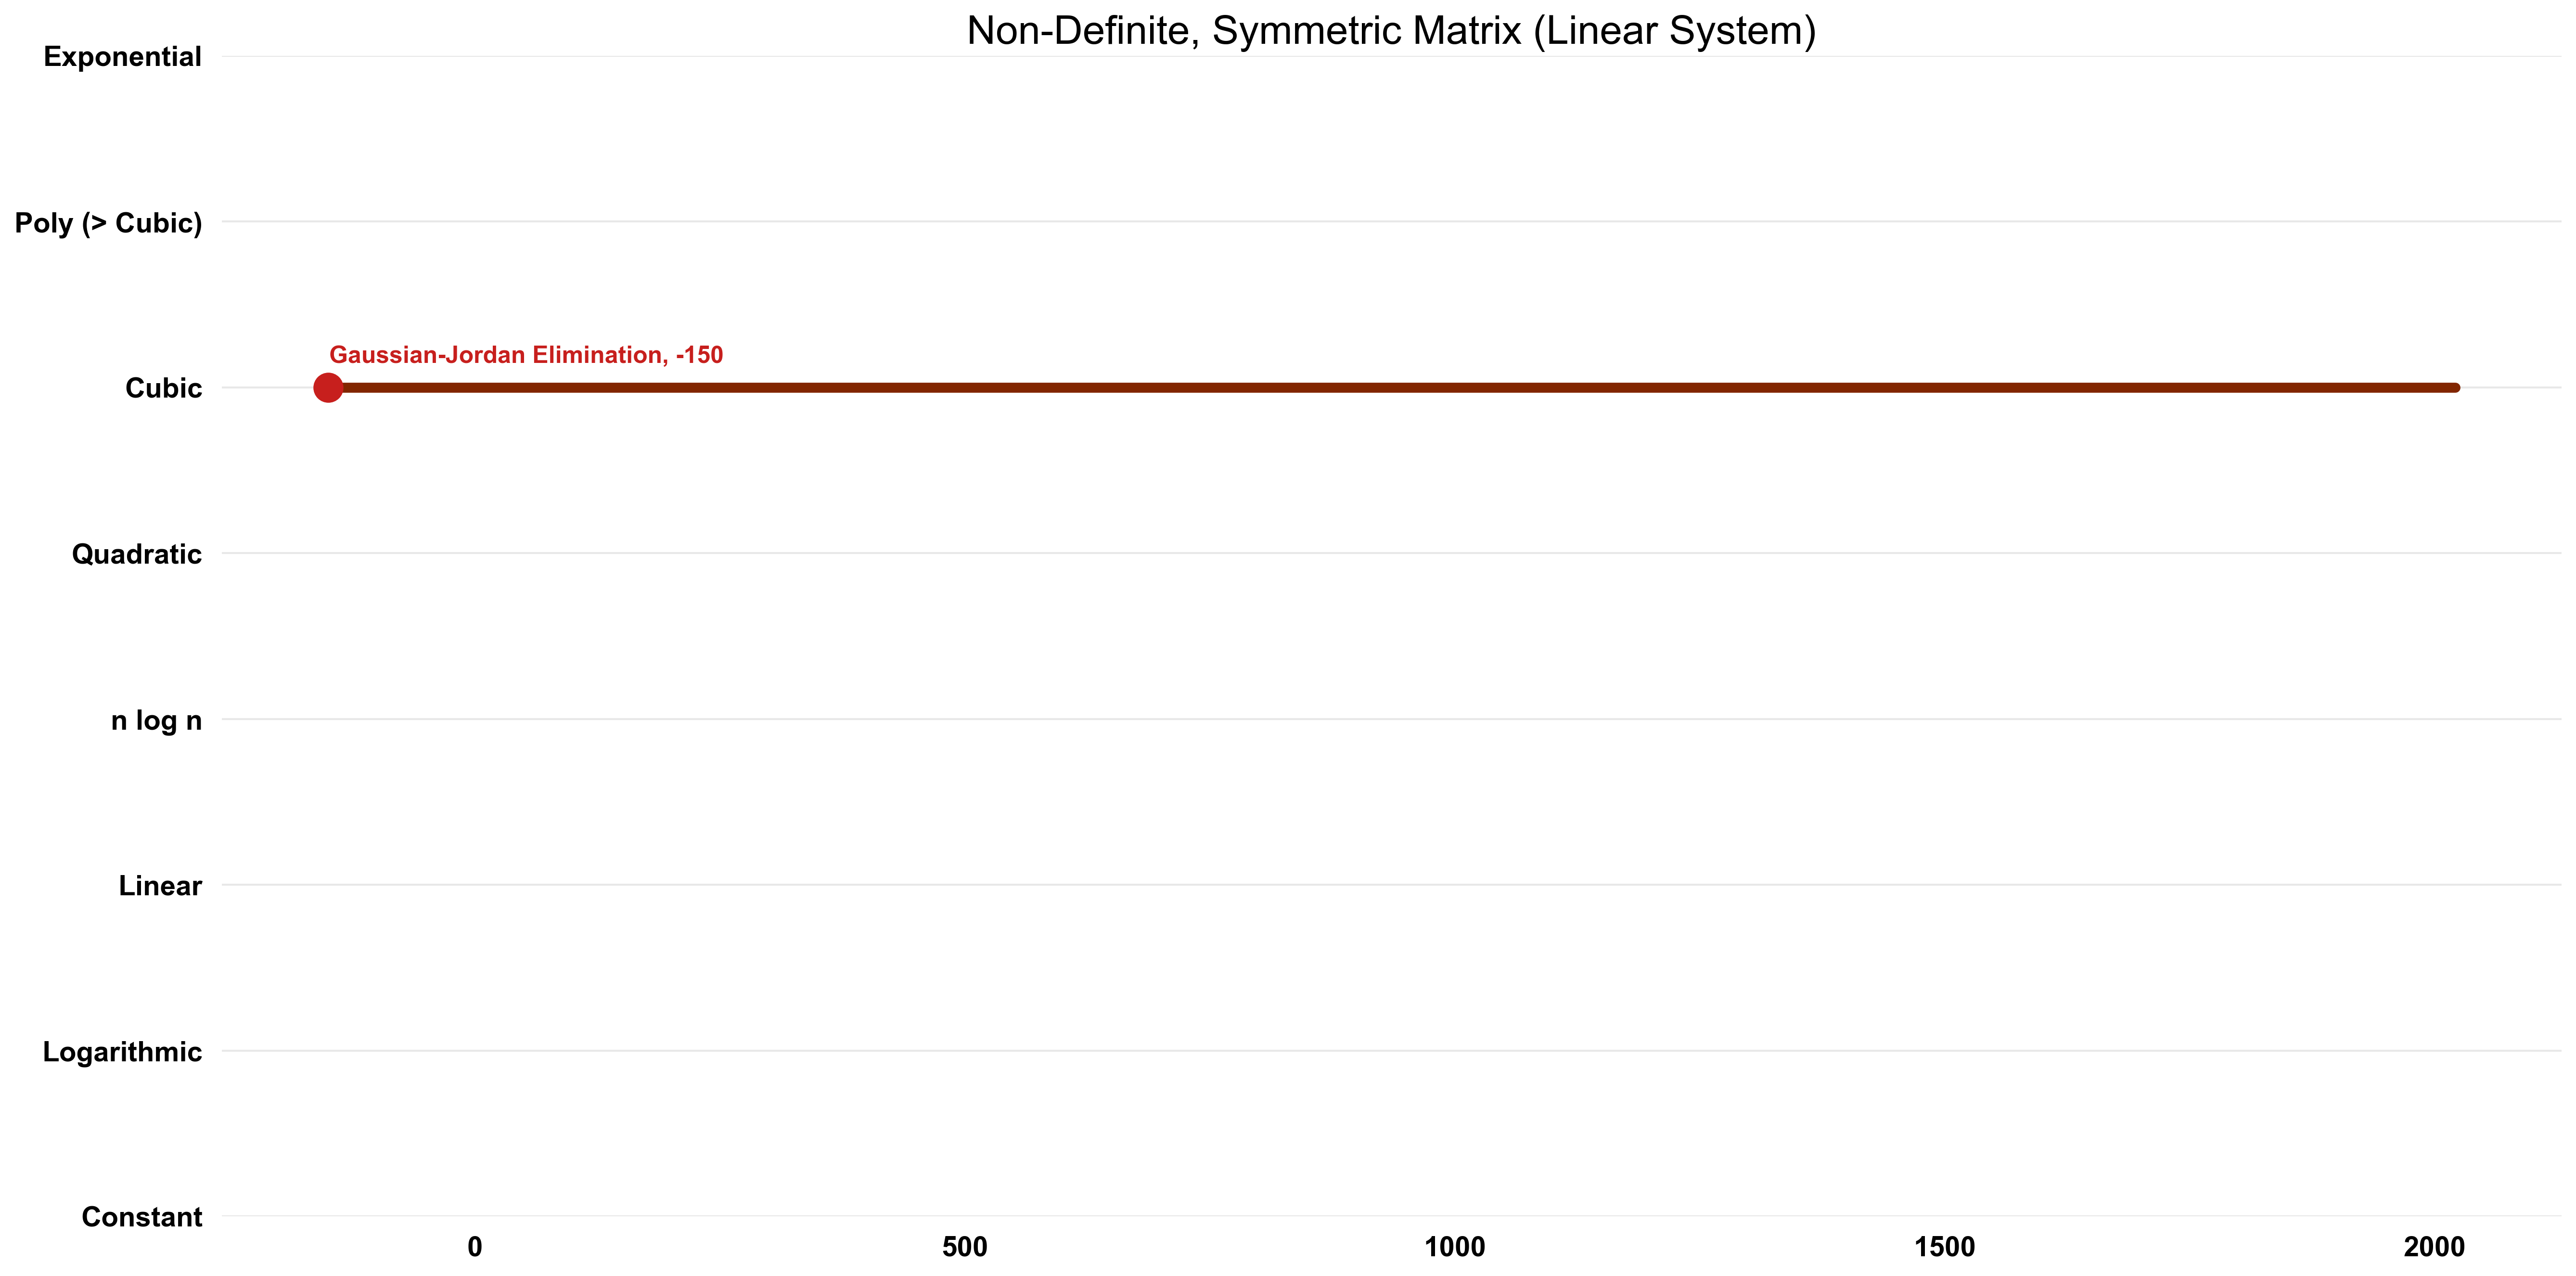 Non-Definite, Symmetric Matrix (Linear System)
Exponential
Poly (> Cubic)
Gaussian-Jordan Elimination, -150
Cubic
Quadratic
n log n
Linear
Logarithmic
Constant
0 500 1000 1500 2000